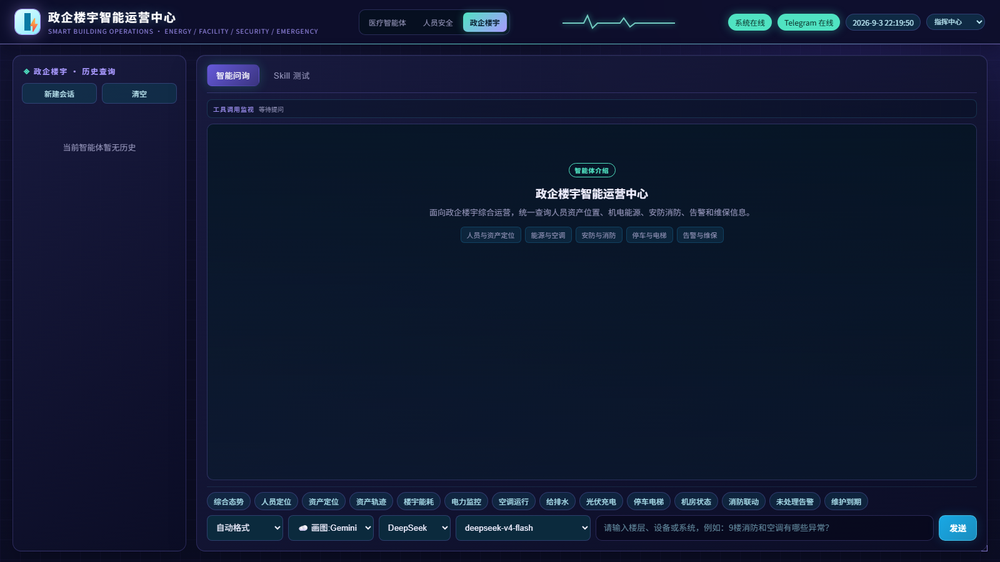 政企楼宇智能运营中心
SMART BUILDING OPERATIONS • ENERGY / FACILITY / SECURITY / EMERGENCY
医疗智能体 人员安全 政企楼宇
系统在线 Telegram 在线 2026-9-3 22:19:50 指挥中心
政企楼宇 • 历史查询
新建会话 清空
当前智能体暂无历史
智能问询 Skill 测试
工具调用监视 等待提问
智能体介绍
政企楼宇智能运营中心
面向政企楼宇综合运营，统一查询人员资产位置、机电能源、安防消防、告警和维保信息。
人员与资产定位 能源与空调 安防与消防 停车与电梯 告警与维保
综合态势 人员定位 资产定位 资产轨迹 楼宇能耗 电力监控 空调运行 给排水 光伏充电 停车电梯 机房状态 消防联动 未处理告警 维护到期
自动格式 画图:Gemini DeepSeek deepseek-v4-flash 请输入楼层、设备或系统，例如：9楼消防和空调有哪些异常？ 发送